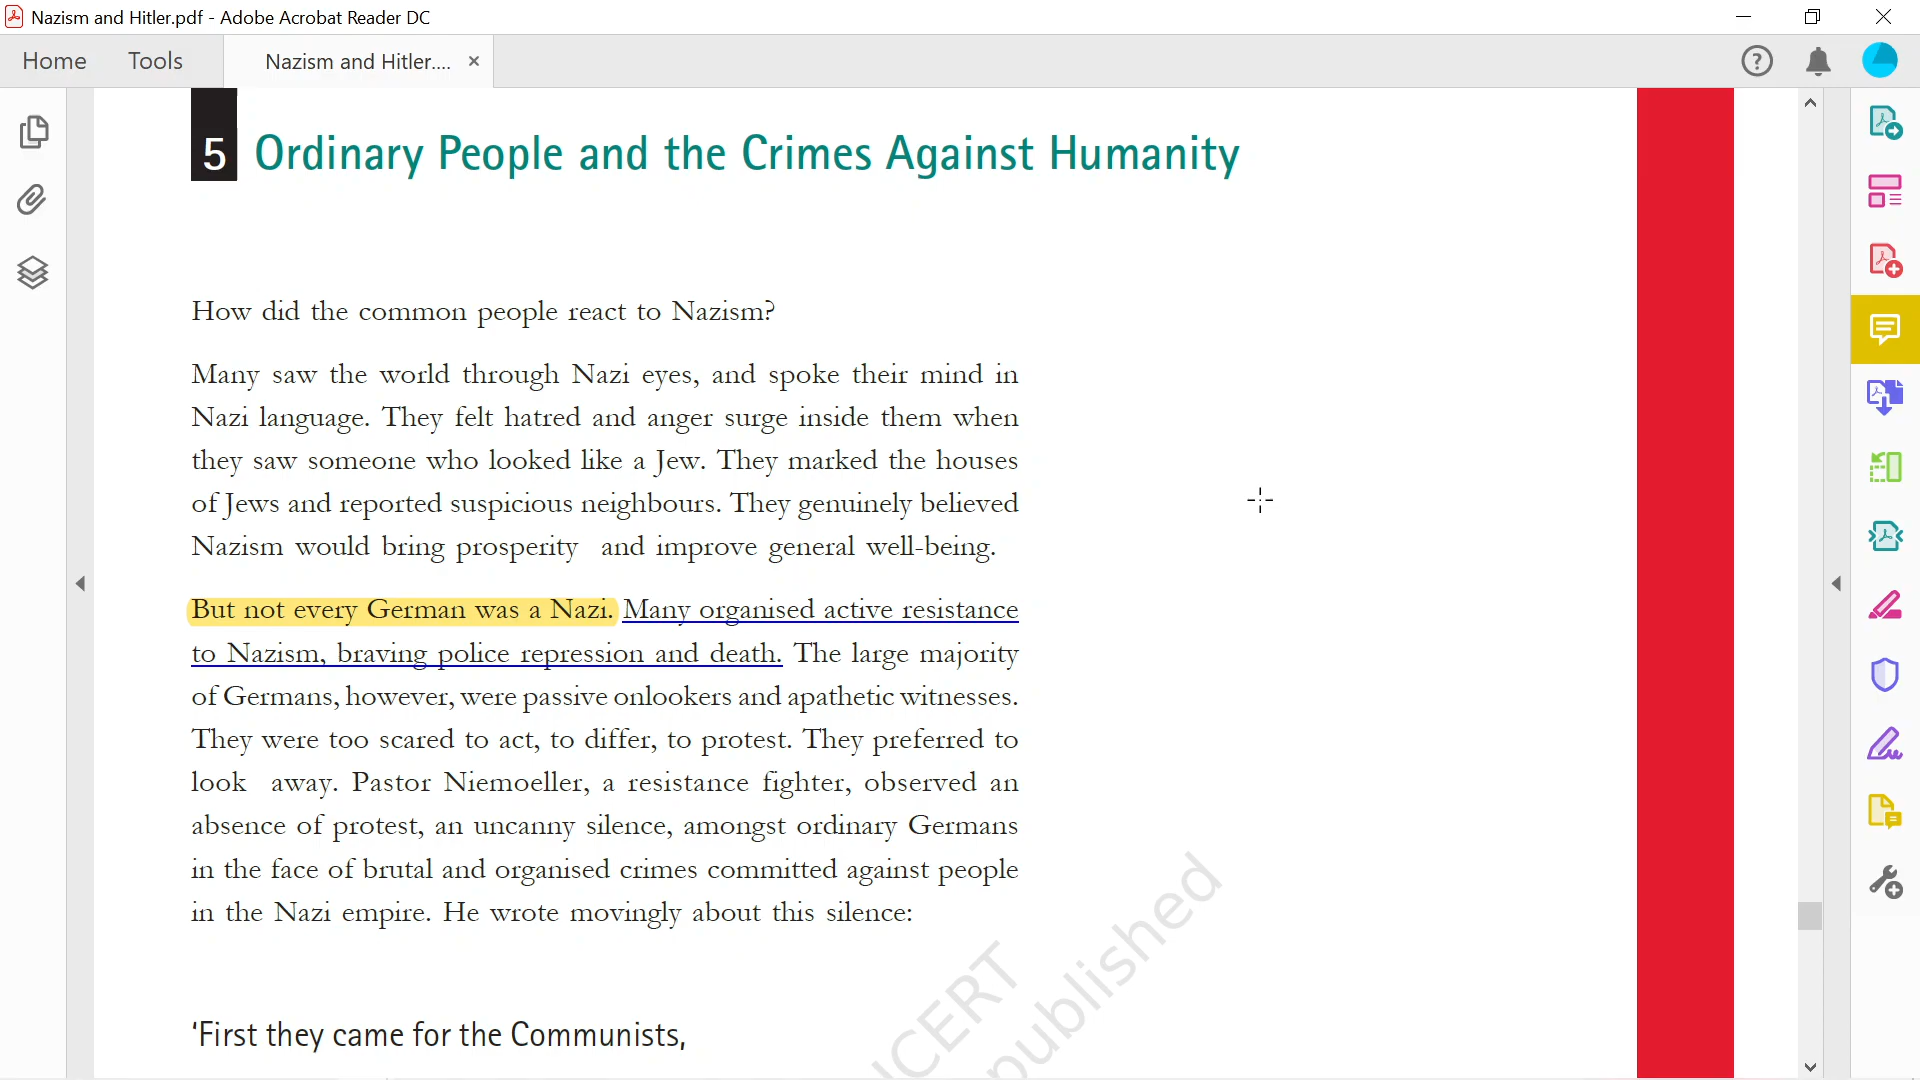 Nazism and Hitler.pdf - Adobe Acrobat Reader DC
Home Tools Nazism and Hitler.... ×
5 Ordinary People and the Crimes Against Humanity
How did the common people react to Nazism?
Many saw the world through Nazi eyes, and spoke their mind in
Nazi language. They felt hatred and anger surge inside them when
they saw someone who looked like a Jew. They marked the houses
of Jews and reported suspicious neighbours. They genuinely believed
Nazism would bring prosperity and improve general well-being.
But not every German was a Nazi. Many organised active resistance
to Nazism, braving police repression and death. The large majority
of Germans, however, were passive onlookers and apathetic witnesses.
They were too scared to act, to differ, to protest. They preferred to
look away. Pastor Niemoeller, a resistance fighter, observed an
absence of protest, an uncanny silence, amongst ordinary Germans
in the face of brutal and organised crimes committed against people
in the Nazi empire. He wrote movingly about this silence:
'First they came for the Communists,
NCERT
published